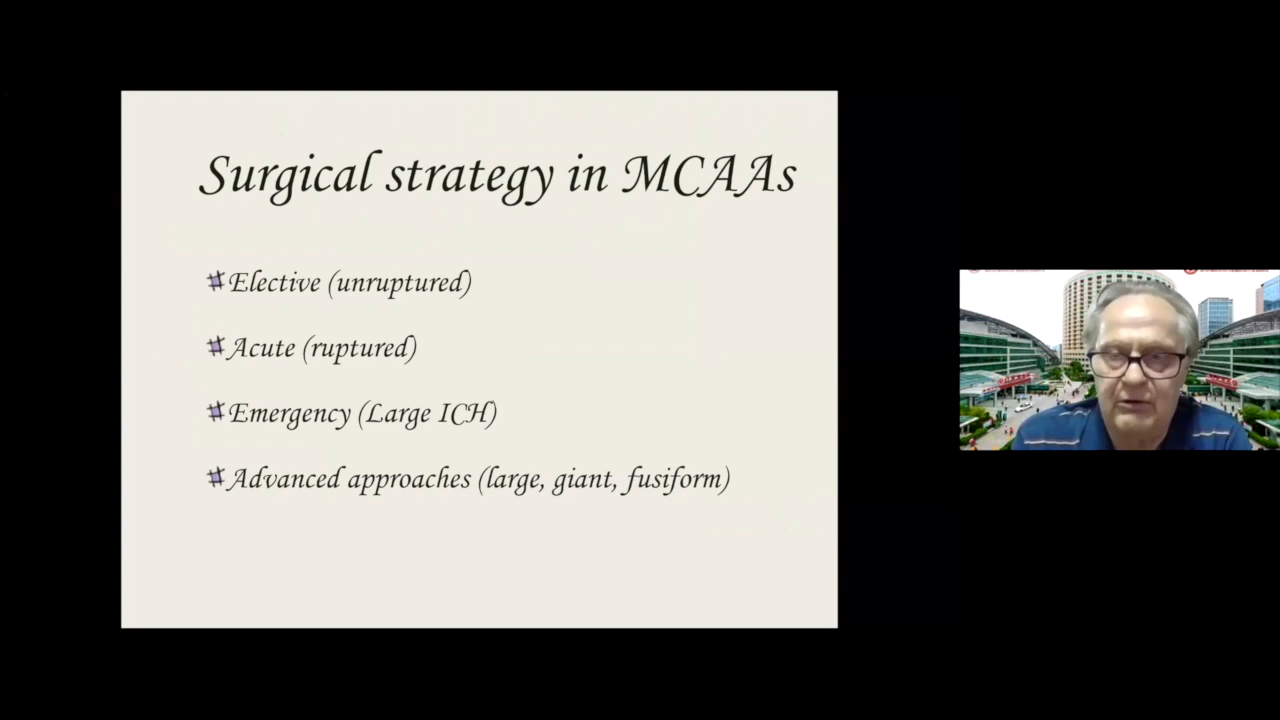 Surgical strategy in MCAAs
Elective (unruptured)
Acute (ruptured)
Emergency (Large ICH)
Advanced approaches (large, giant, fusiform)